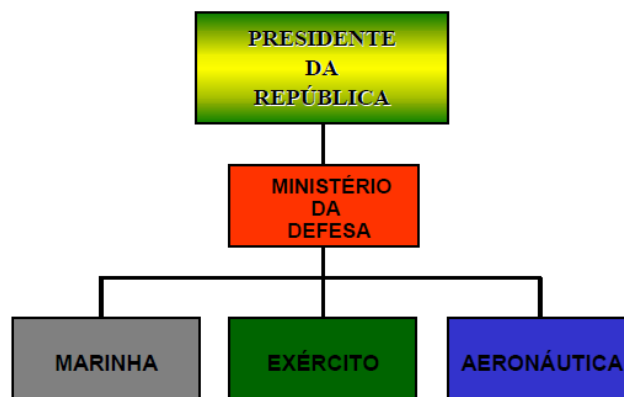 PRESIDENTE
DA
REPÚBLICA
MINISTÉRIO
DA
DEFESA
MARINHA
EXÉRCITO
AERONÁUTICA